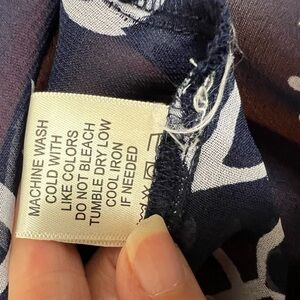 MACHINE WASH
COLD WITH
LIKE COLORS
DO NOT BLEACH
TUMBLE DRY LOW
COOL IRON
IF NEEDED